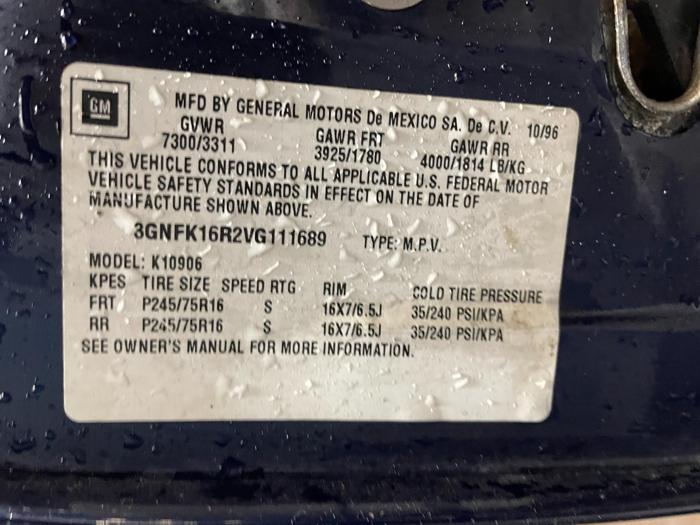 GM
MFD BY GENERAL MOTORS De MEXICO SA. De C.V. 10/96
GVWR GAWR FRT GAWR RR
7300/3311 3925/1780 4000/1814 LB/KG
THIS VEHICLE CONFORMS TO ALL APPLICABLE U.S. FEDERAL MOTOR
VEHICLE SAFETY STANDARDS IN EFFECT ON THE DATE OF
MANUFACTURE SHOWN ABOVE.
3GNFK16R2VG111689 TYPE: M.P.V.
MODEL: K10906
KPES TIRE SIZE SPEED RTG RIM COLD TIRE PRESSURE
FRT P245/75R16 S 16X7/6.5J 35/240 PSI/KPA
RR P245/75R16 S 16X7/6.5J 35/240 PSI/KPA
SEE OWNER'S MANUAL FOR MORE INFORMATION.